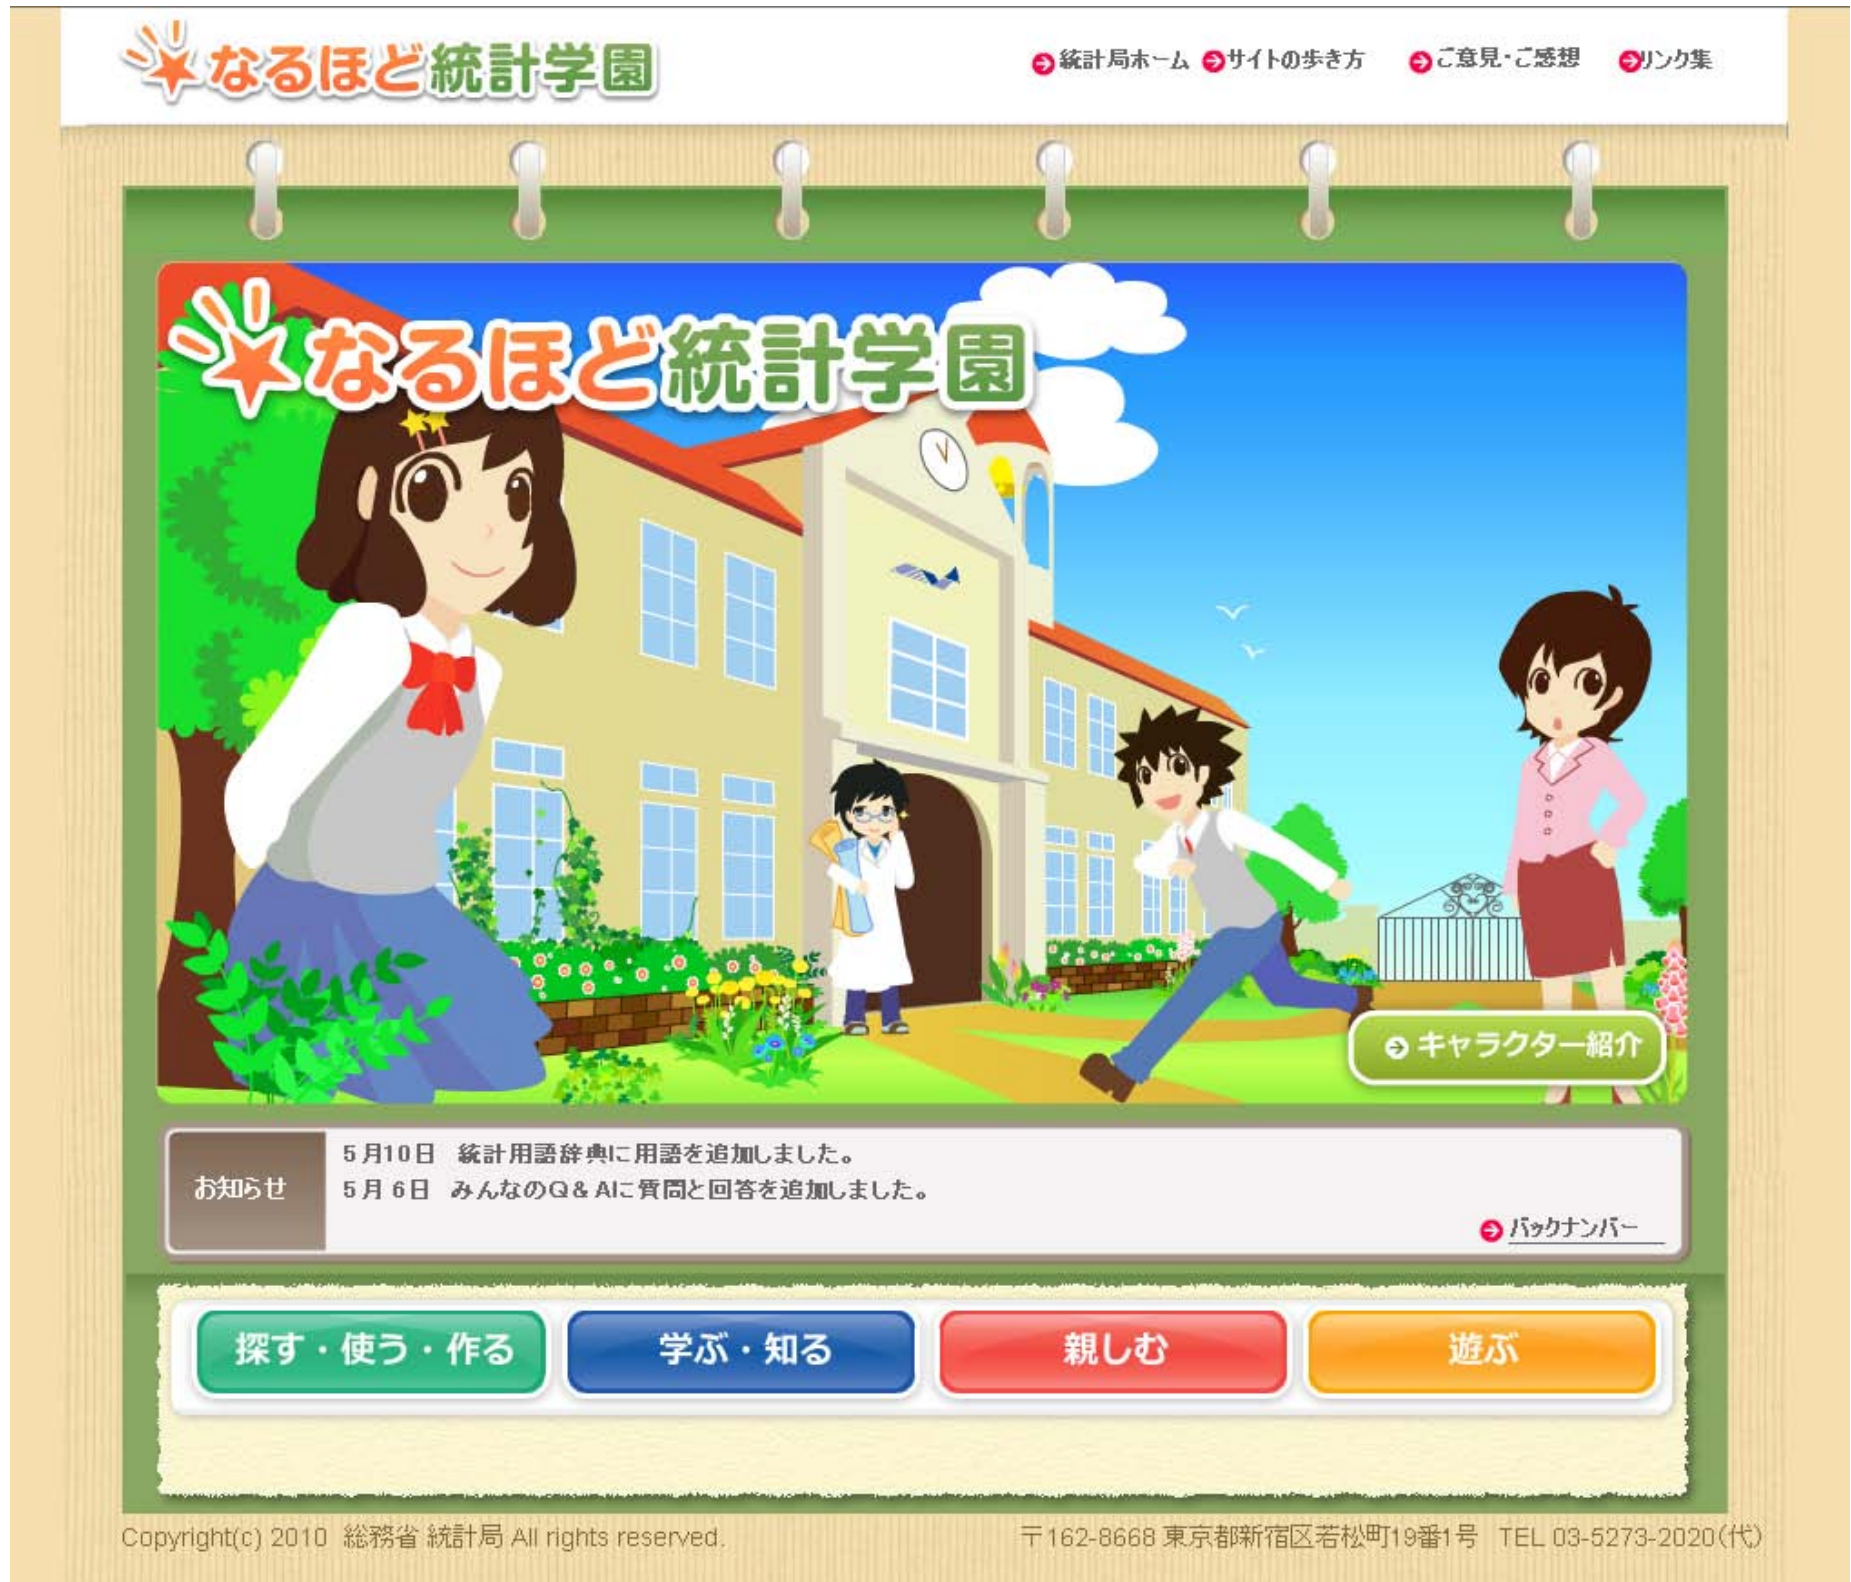 なるほど統計学園
統計局ホーム サイトの歩き方 ご意見・ご感想 リンク集
なるほど統計学園
キャラクター紹介
お知らせ
5月10日 統計用語辞典に用語を追加しました。
5月 6日 みんなのQ&Aに質問と回答を追加しました。
バックナンバー
探す・使う・作る 学ぶ・知る 親しむ 遊ぶ
Copyright(c) 2010 総務省 統計局 All rights reserved. 〒162-8668 東京都新宿区若松町19番1号 TEL 03-5273-2020(代)